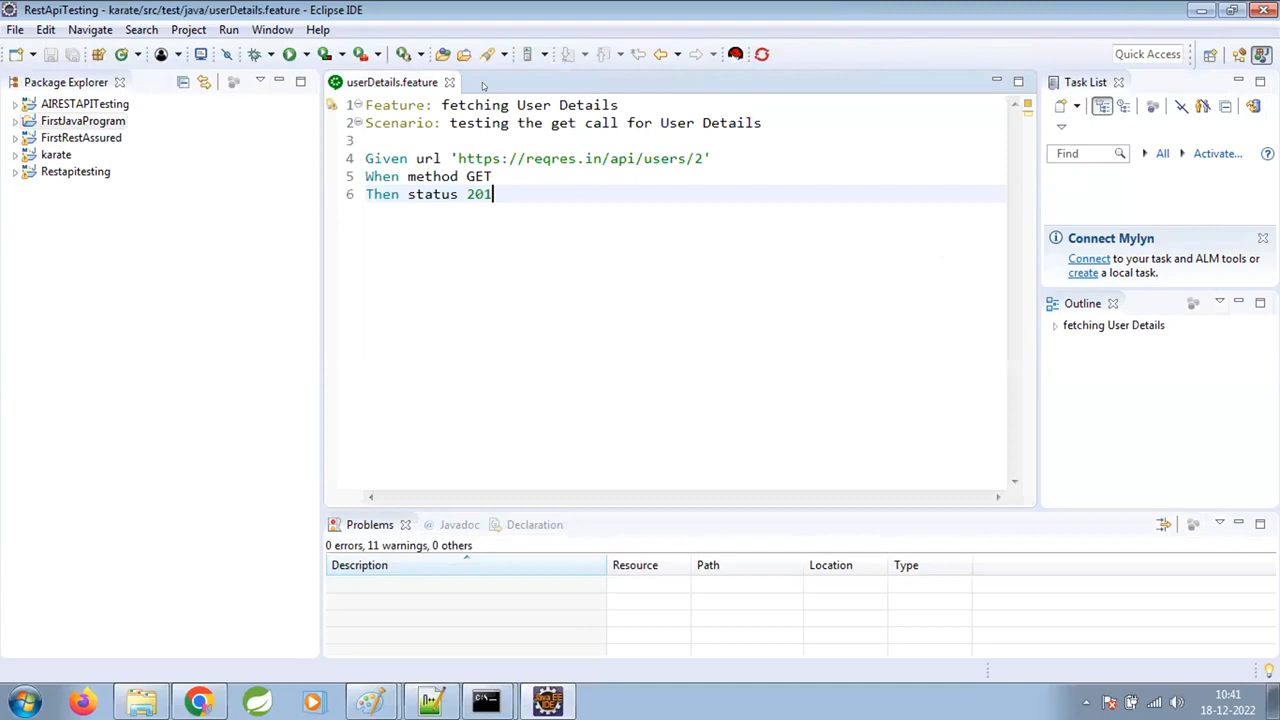 RestApiTesting - karate/src/test/java/userDetails.feature - Eclipse IDE
File Edit Navigate Search Project Run Window Help
Quick Access
Package Explorer
AIRESTAPITesting
FirstJavaProgram
FirstRestAssured
karate
Restapitesting
userDetails.feature
1 Feature: fetching User Details
2 Scenario: testing the get call for User Details
3
4 Given url 'https://reqres.in/api/users/2'
5 When method GET
6 Then status 201
Task List
Find All Activate...
Connect Mylyn
Connect to your task and ALM tools or
create a local task.
Outline
fetching User Details
Problems @ Javadoc Declaration
0 errors, 11 warnings, 0 others
Description Resource Path Location Type
Java EE
IDE
10:41
18-12-2022